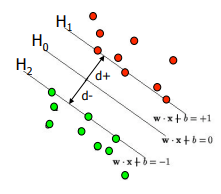 H₁
H₀
H₂
d+
d-
w · x + b = +1
w · x + b = 0
w · x + b = −1